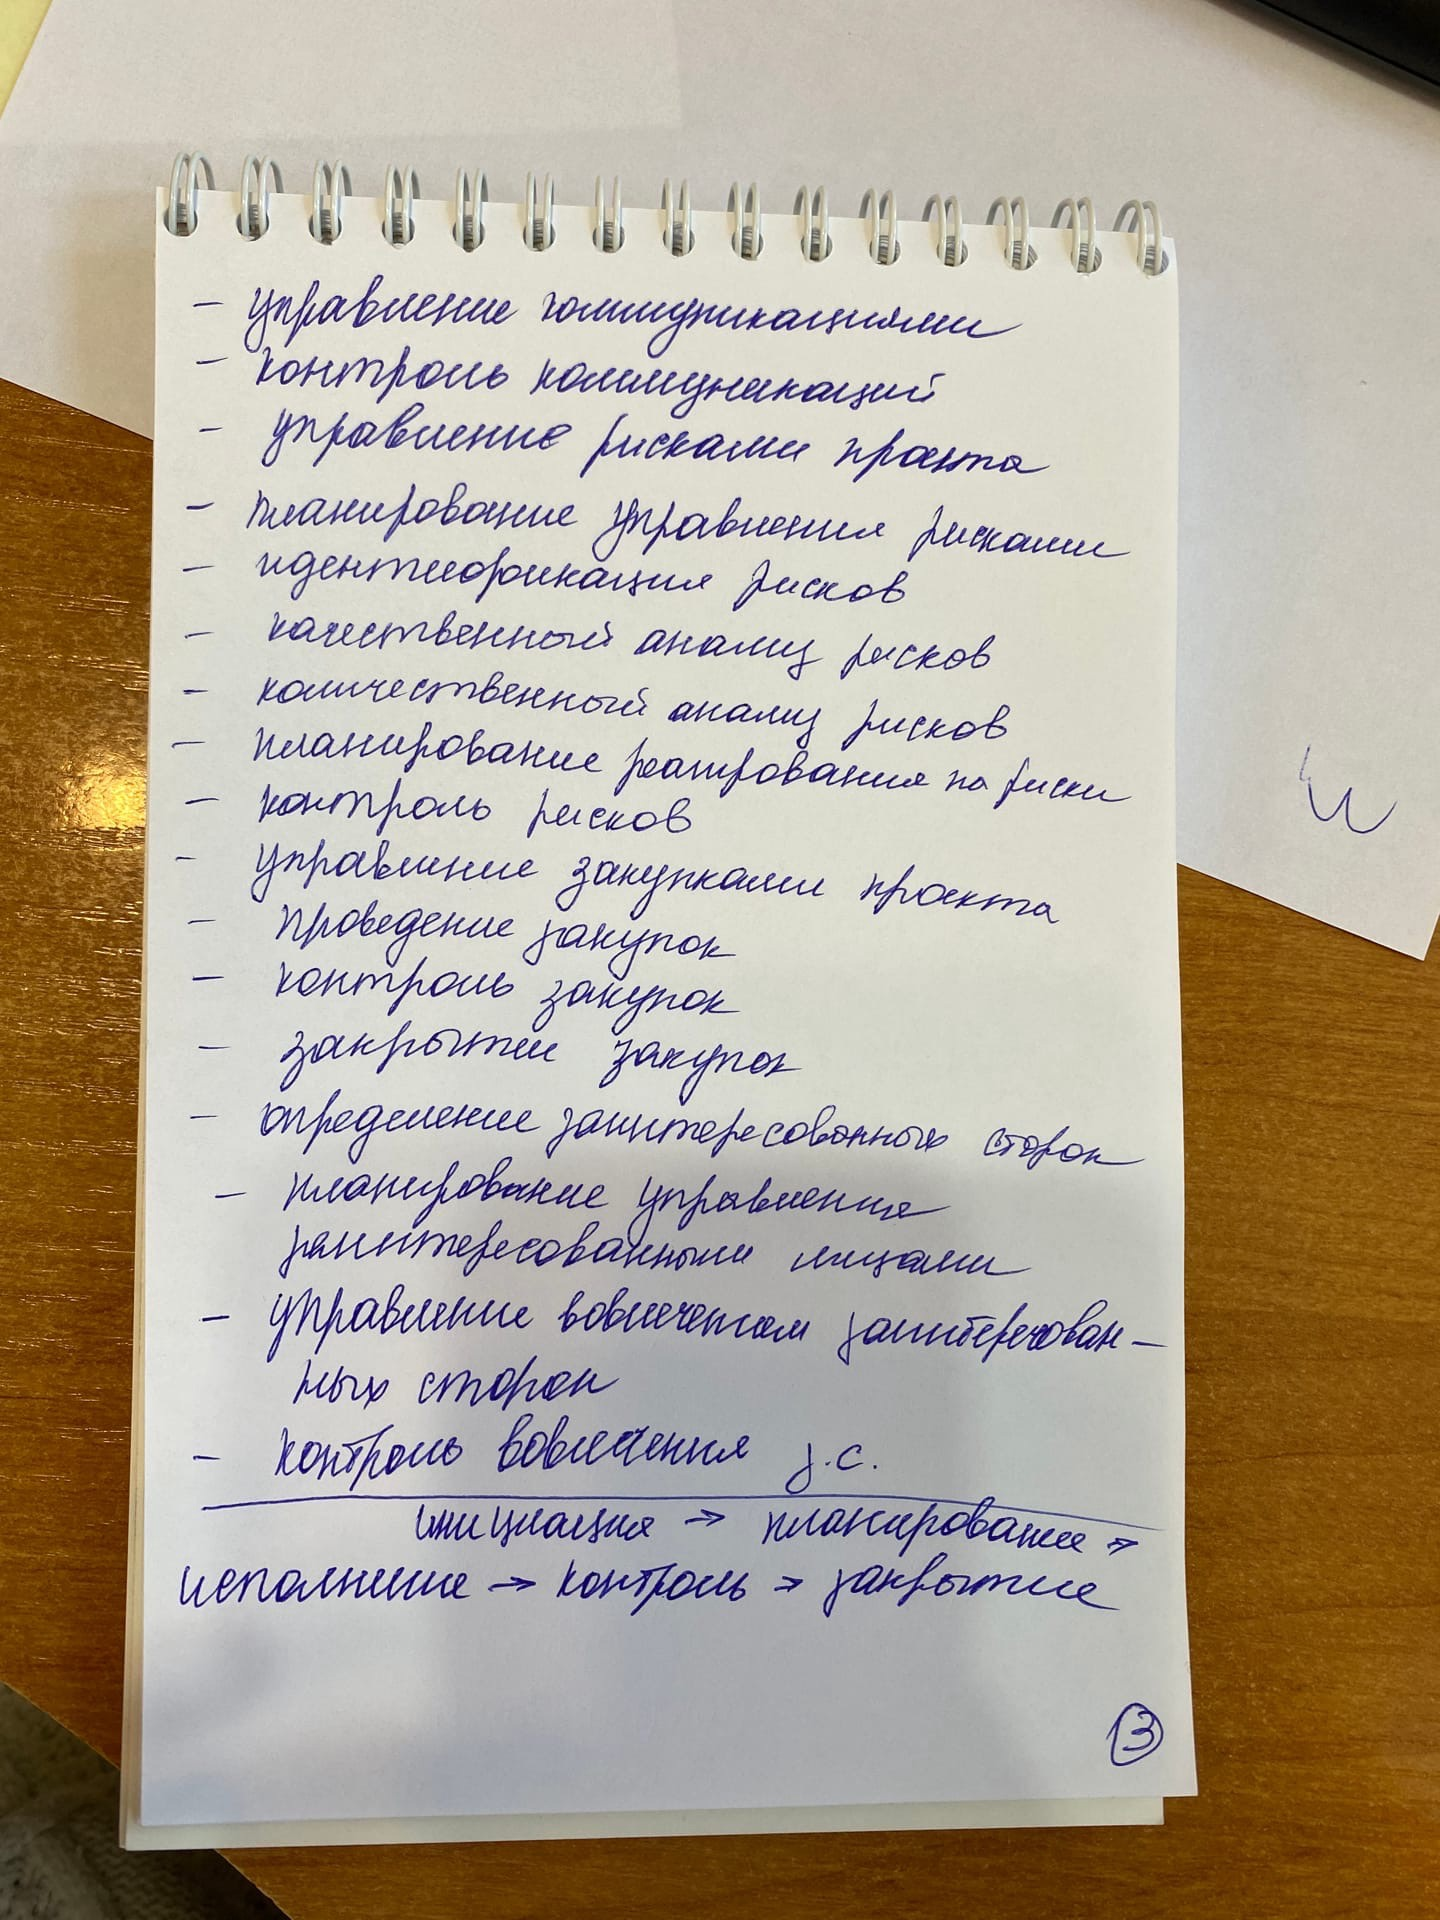 - управление коммуникациями
- контроль коммуникаций
- управление рисками проекта
- планирование управления рисками
- идентификация рисков
- качественный анализ рисков
- количественный анализ рисков
- планирование реагирования на риски
- контроль рисков
- управление закупками проекта
- проведение закупок
- контроль закупок
- закрытие закупок
- определение заинтересованных сторон
- планирование управления
заинтересованными лицами
- управление вовлечением заинтересован-
ных сторон
- контроль вовлечения з.с.
инициация → планирование →
исполнение → контроль → закрытие
3